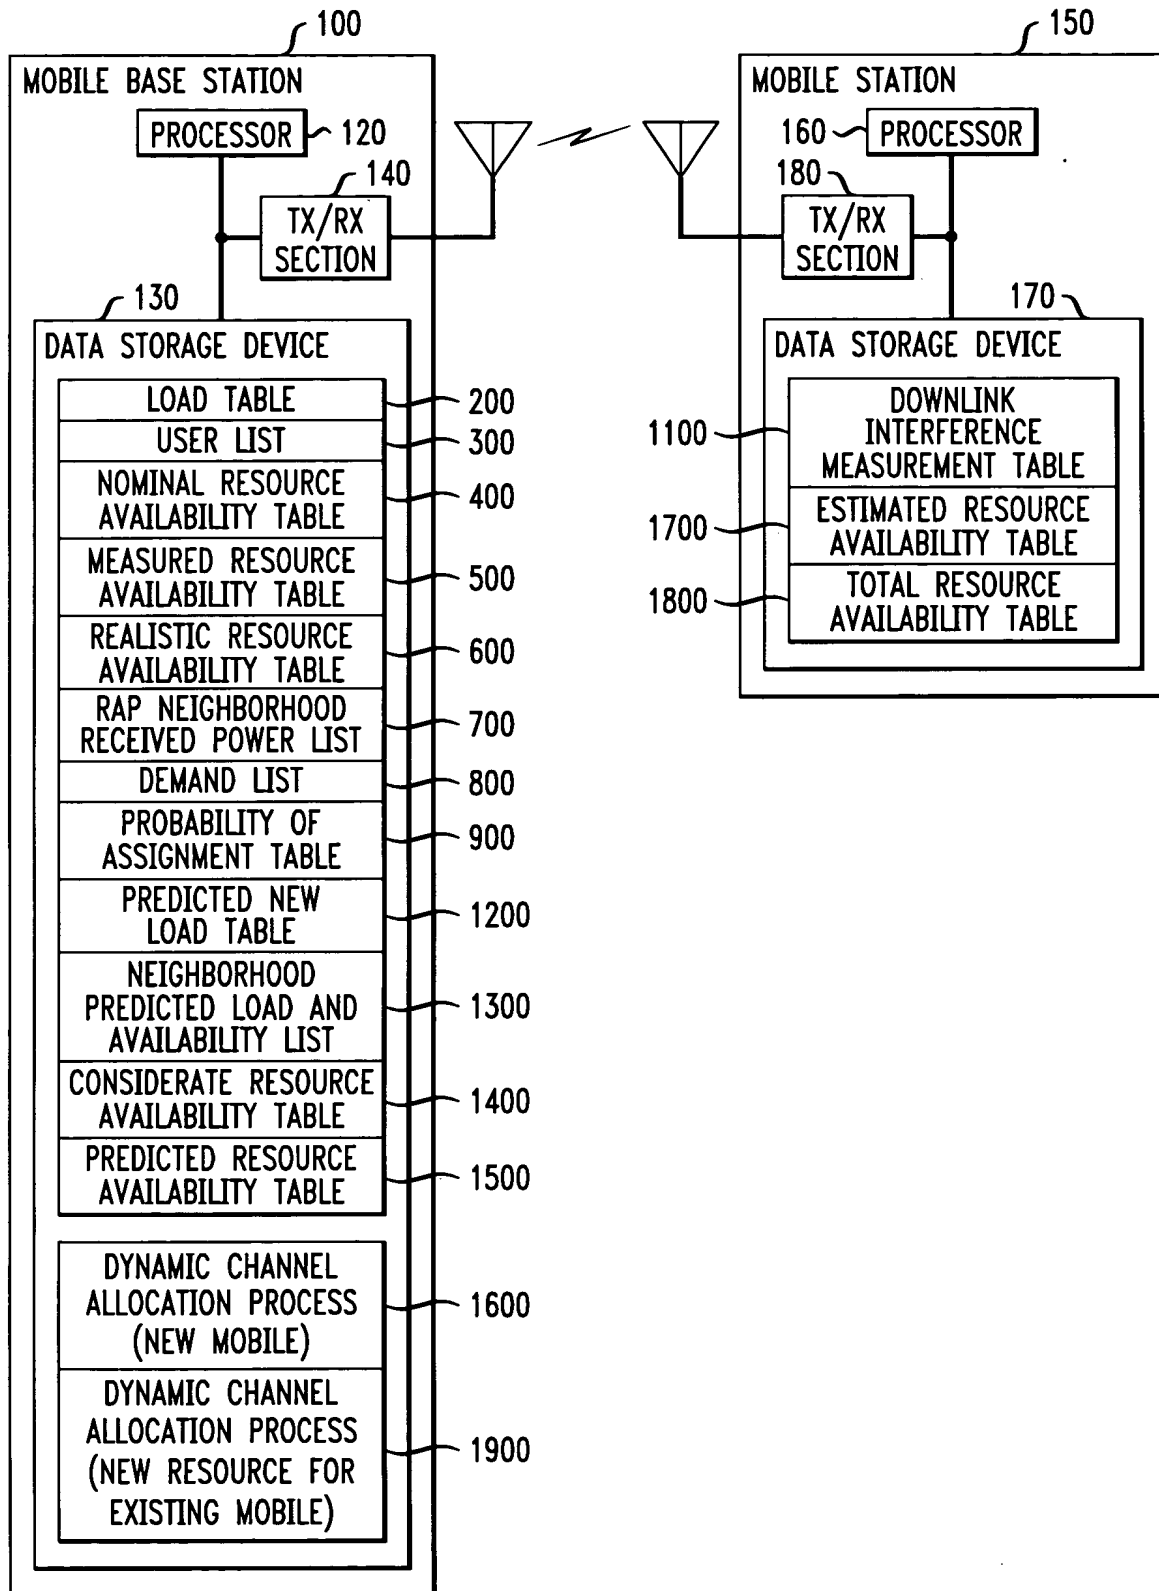 100
MOBILE BASE STATION
PROCESSOR
120
140
TX/RX
SECTION
130
DATA STORAGE DEVICE
LOAD TABLE
200
USER LIST
300
NOMINAL RESOURCE
AVAILABILITY TABLE
400
MEASURED RESOURCE
AVAILABILITY TABLE
500
REALISTIC RESOURCE
AVAILABILITY TABLE
600
RAP NEIGHBORHOOD
RECEIVED POWER LIST
700
DEMAND LIST
800
PROBABILITY OF
ASSIGNMENT TABLE
900
PREDICTED NEW
LOAD TABLE
1200
NEIGHBORHOOD
PREDICTED LOAD AND
AVAILABILITY LIST
1300
CONSIDERATE RESOURCE
AVAILABILITY TABLE
1400
PREDICTED RESOURCE
AVAILABILITY TABLE
1500
DYNAMIC CHANNEL
ALLOCATION PROCESS
(NEW MOBILE)
1600
DYNAMIC CHANNEL
ALLOCATION PROCESS
(NEW RESOURCE FOR
EXISTING MOBILE)
1900
150
MOBILE STATION
160
PROCESSOR
180
TX/RX
SECTION
170
DATA STORAGE DEVICE
DOWNLINK
INTERFERENCE
MEASUREMENT TABLE
1100
ESTIMATED RESOURCE
AVAILABILITY TABLE
1700
TOTAL RESOURCE
AVAILABILITY TABLE
1800